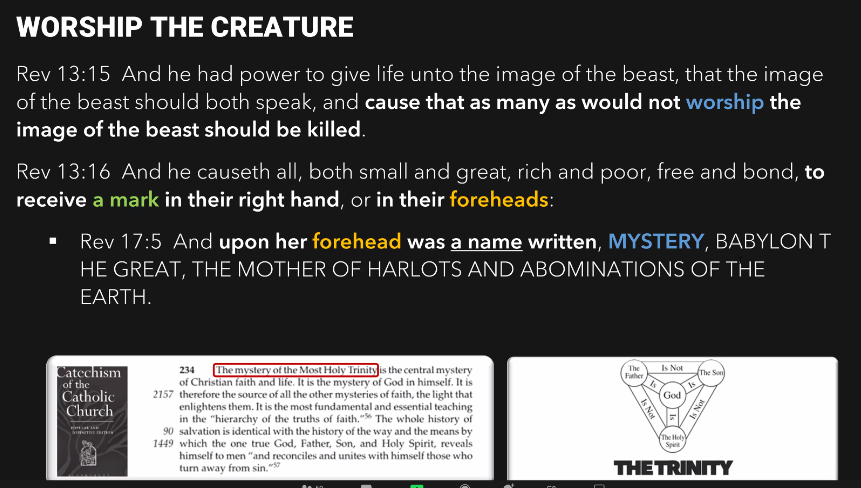 WORSHIP THE CREATURE
Rev 13:15 And he had power to give life unto the image of the beast, that the image
of the beast should both speak, and cause that as many as would not worship the
image of the beast should be killed.
Rev 13:16 And he causeth all, both small and great, rich and poor, free and bond, to
receive a mark in their right hand, or in their foreheads:
▪ Rev 17:5 And upon her forehead was a name written, MYSTERY, BABYLON T
HE GREAT, THE MOTHER OF HARLOTS AND ABOMINATIONS OF THE
EARTH.
Catechism
of the
Catholic
Church
234 The mystery of the Most Holy Trinity is the central mystery
of Christian faith and life. It is the mystery of God in himself. It is
2157 therefore the source of all the other mysteries of faith, the light that
enlightens them. It is the most fundamental and essential teaching
in the "hierarchy of the truths of faith."56 The whole history of
90 salvation is identical with the history of the way and the means by
1449 which the one true God, Father, Son, and Holy Spirit, reveals
himself to men "and reconciles and unites with himself those who
turn away from sin."57
The Father
Is Not
The Son
Is
Is
God
Is Not
Is
Is Not
The Holy Spirit
THE TRINITY